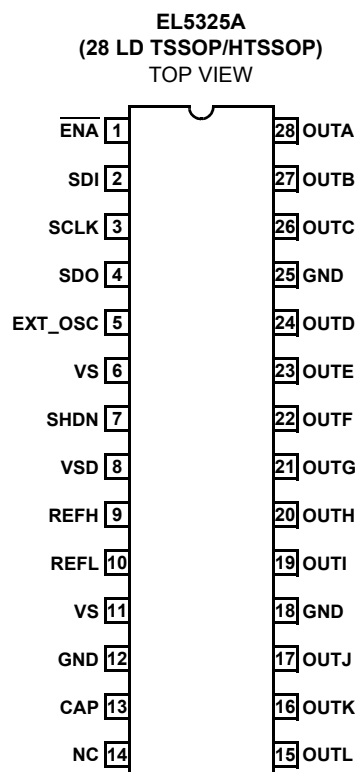 EL5325A
(28 LD TSSOP/HTSSOP)
TOP VIEW
ENA 1 28 OUTA
SDI 2 27 OUTB
SCLK 3 26 OUTC
SDO 4 25 GND
EXT_OSC 5 24 OUTD
VS 6 23 OUTE
SHDN 7 22 OUTF
VSD 8 21 OUTG
REFH 9 20 OUTH
REFL 10 19 OUTI
VS 11 18 GND
GND 12 17 OUTJ
CAP 13 16 OUTK
NC 14 15 OUTL